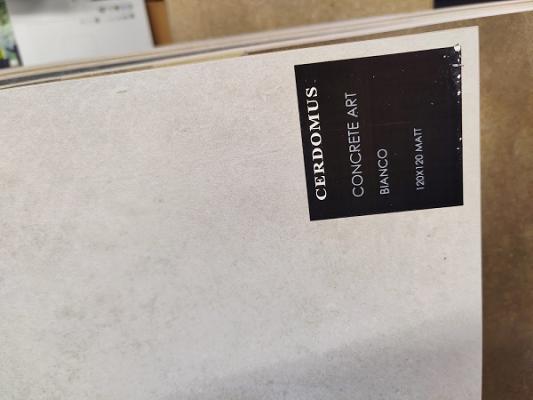 CERDOMUS
CONCRETE ART
BIANCO
120X120 MATT